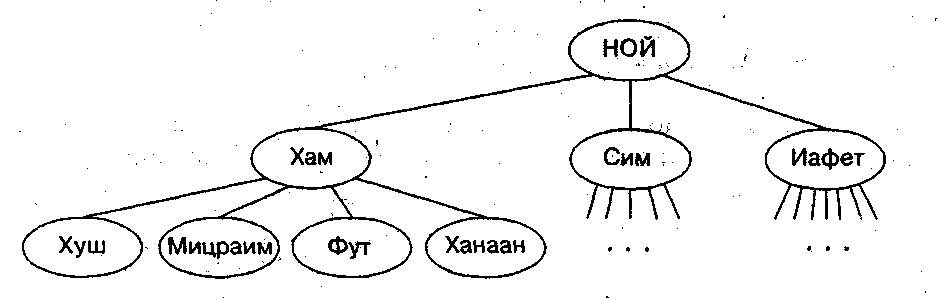 НОЙ
Хам Сим Иафет
Хуш Мицраим Фут Ханаан ... ...